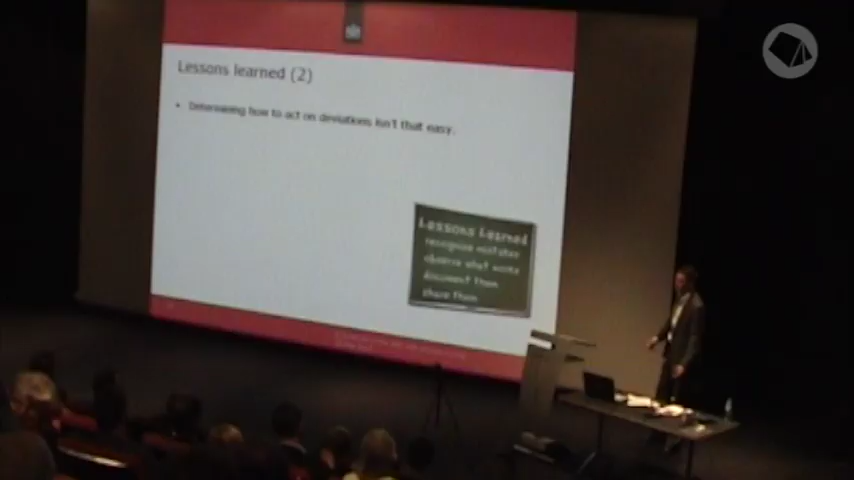 Lessons learned (2)
• Determining how to act on deviations isn't that easy.
Lessons Learned
recognize mistakes
observe what works
document them
share them